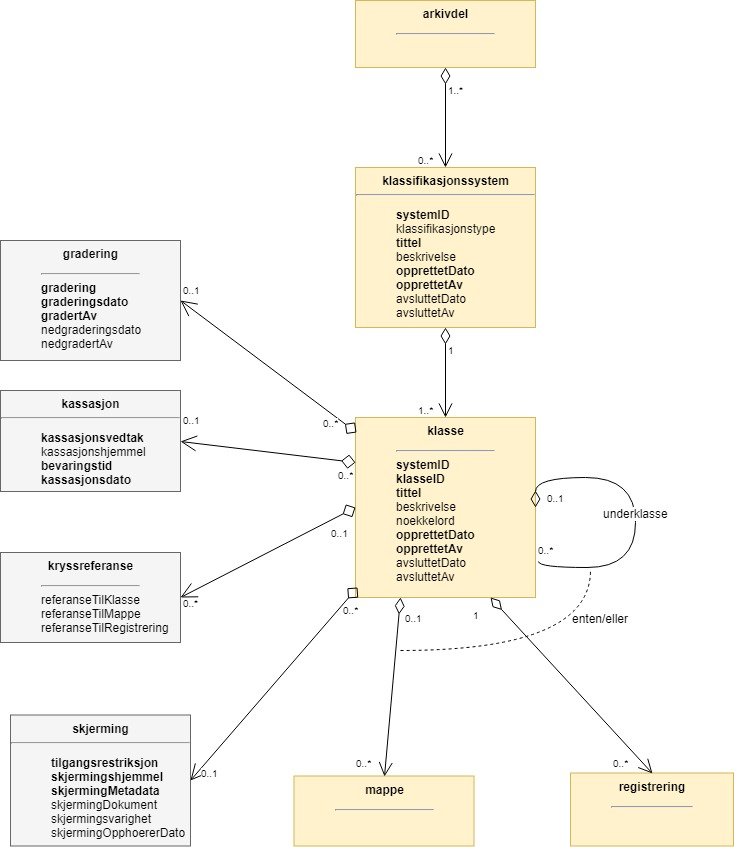 arkivdel
1..*
0..*
klassifikasjonssystem
systemID
klassifikasjonstype
tittel
beskrivelse
opprettetDato
opprettetAv
avsluttetDato
avsluttetAv
1
1..*
gradering
gradering
graderingsdato
gradertAv
nedgraderingsdato
nedgradertAv
0..1
0..*
kassasjon
kassasjonsvedtak
kassasjonshjemmel
bevaringstid
kassasjonsdato
0..1
0..*
klasse
systemID
klasseID
tittel
beskrivelse
noekkelord
opprettetDato
opprettetAv
avsluttetDato
avsluttetAv
0..1
underklasse
0..*
kryssreferanse
referanseTilKlasse
referanseTilMappe
referanseTilRegistrering
0..1
0..*
0..*
0..1
1
enten/eller
skjerming
tilgangsrestriksjon
skjermingshjemmel
skjermingMetadata
skjermingDokument
skjermingsvarighet
skjermingOpphoererDato
0..1
0..*
mappe
0..*
registrering